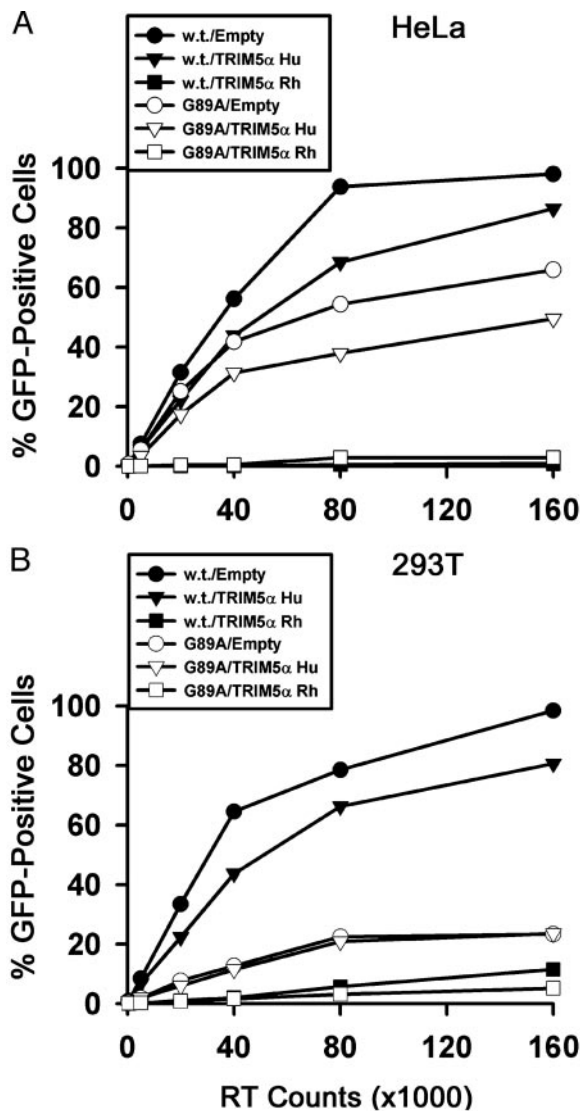 A
HeLa
w.t./Empty
w.t./TRIM5α Hu
w.t./TRIM5α Rh
G89A/Empty
G89A/TRIM5α Hu
G89A/TRIM5α Rh
% GFP-Positive Cells
100
80
60
40
20
0
0 40 80 120 160
B
293T
w.t./Empty
w.t./TRIM5α Hu
w.t./TRIM5α Rh
G89A/Empty
G89A/TRIM5α Hu
G89A/TRIM5α Rh
% GFP-Positive Cells
100
80
60
40
20
0
0 40 80 120 160
RT Counts (x1000)